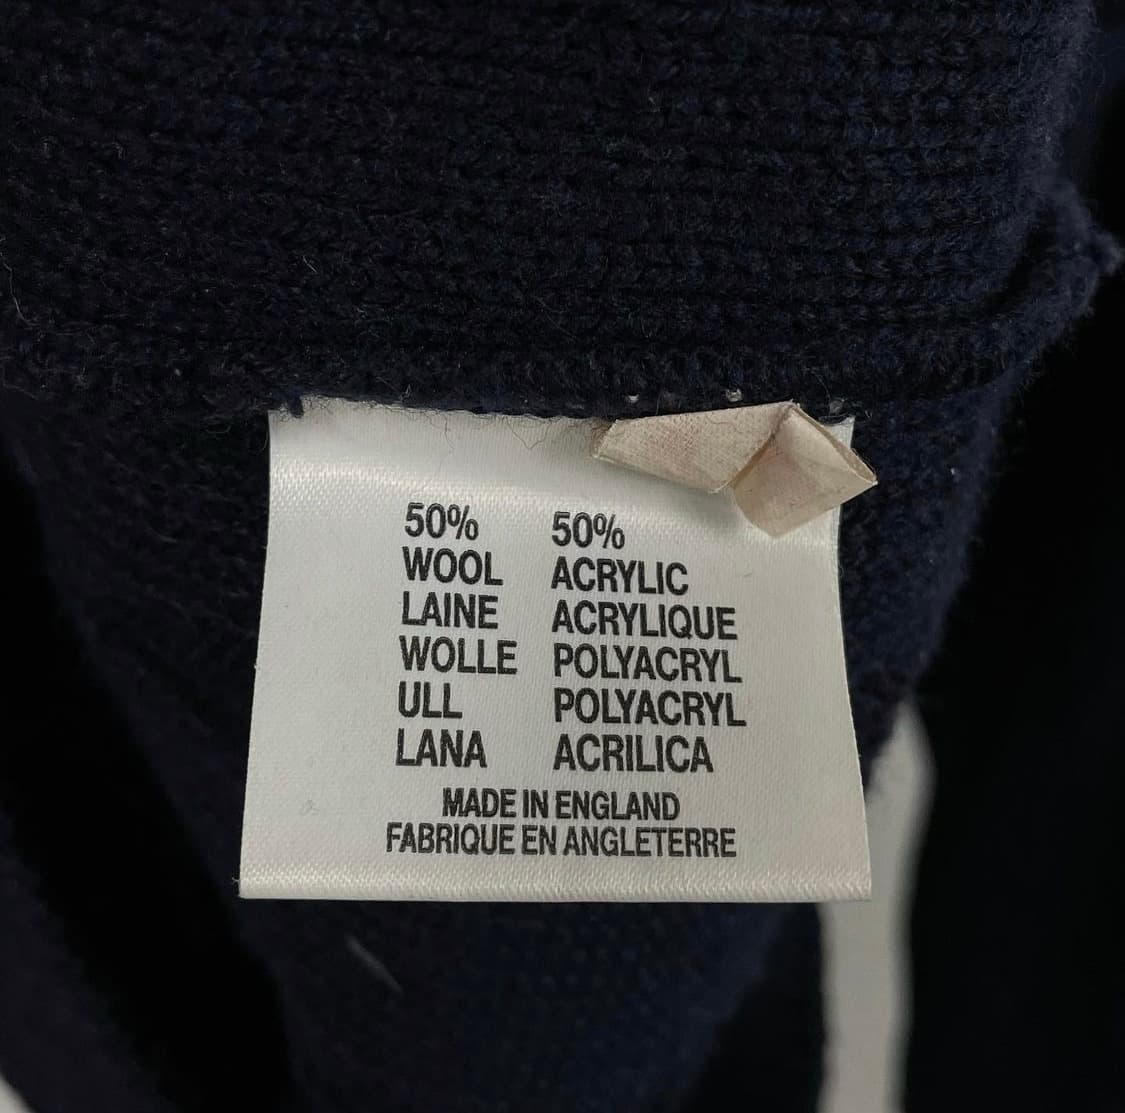 50% 50%
WOOL ACRYLIC
LAINE ACRYLIQUE
WOLLE POLYACRYL
ULL POLYACRYL
LANA ACRILICA
MADE IN ENGLAND
FABRIQUE EN ANGLETERRE